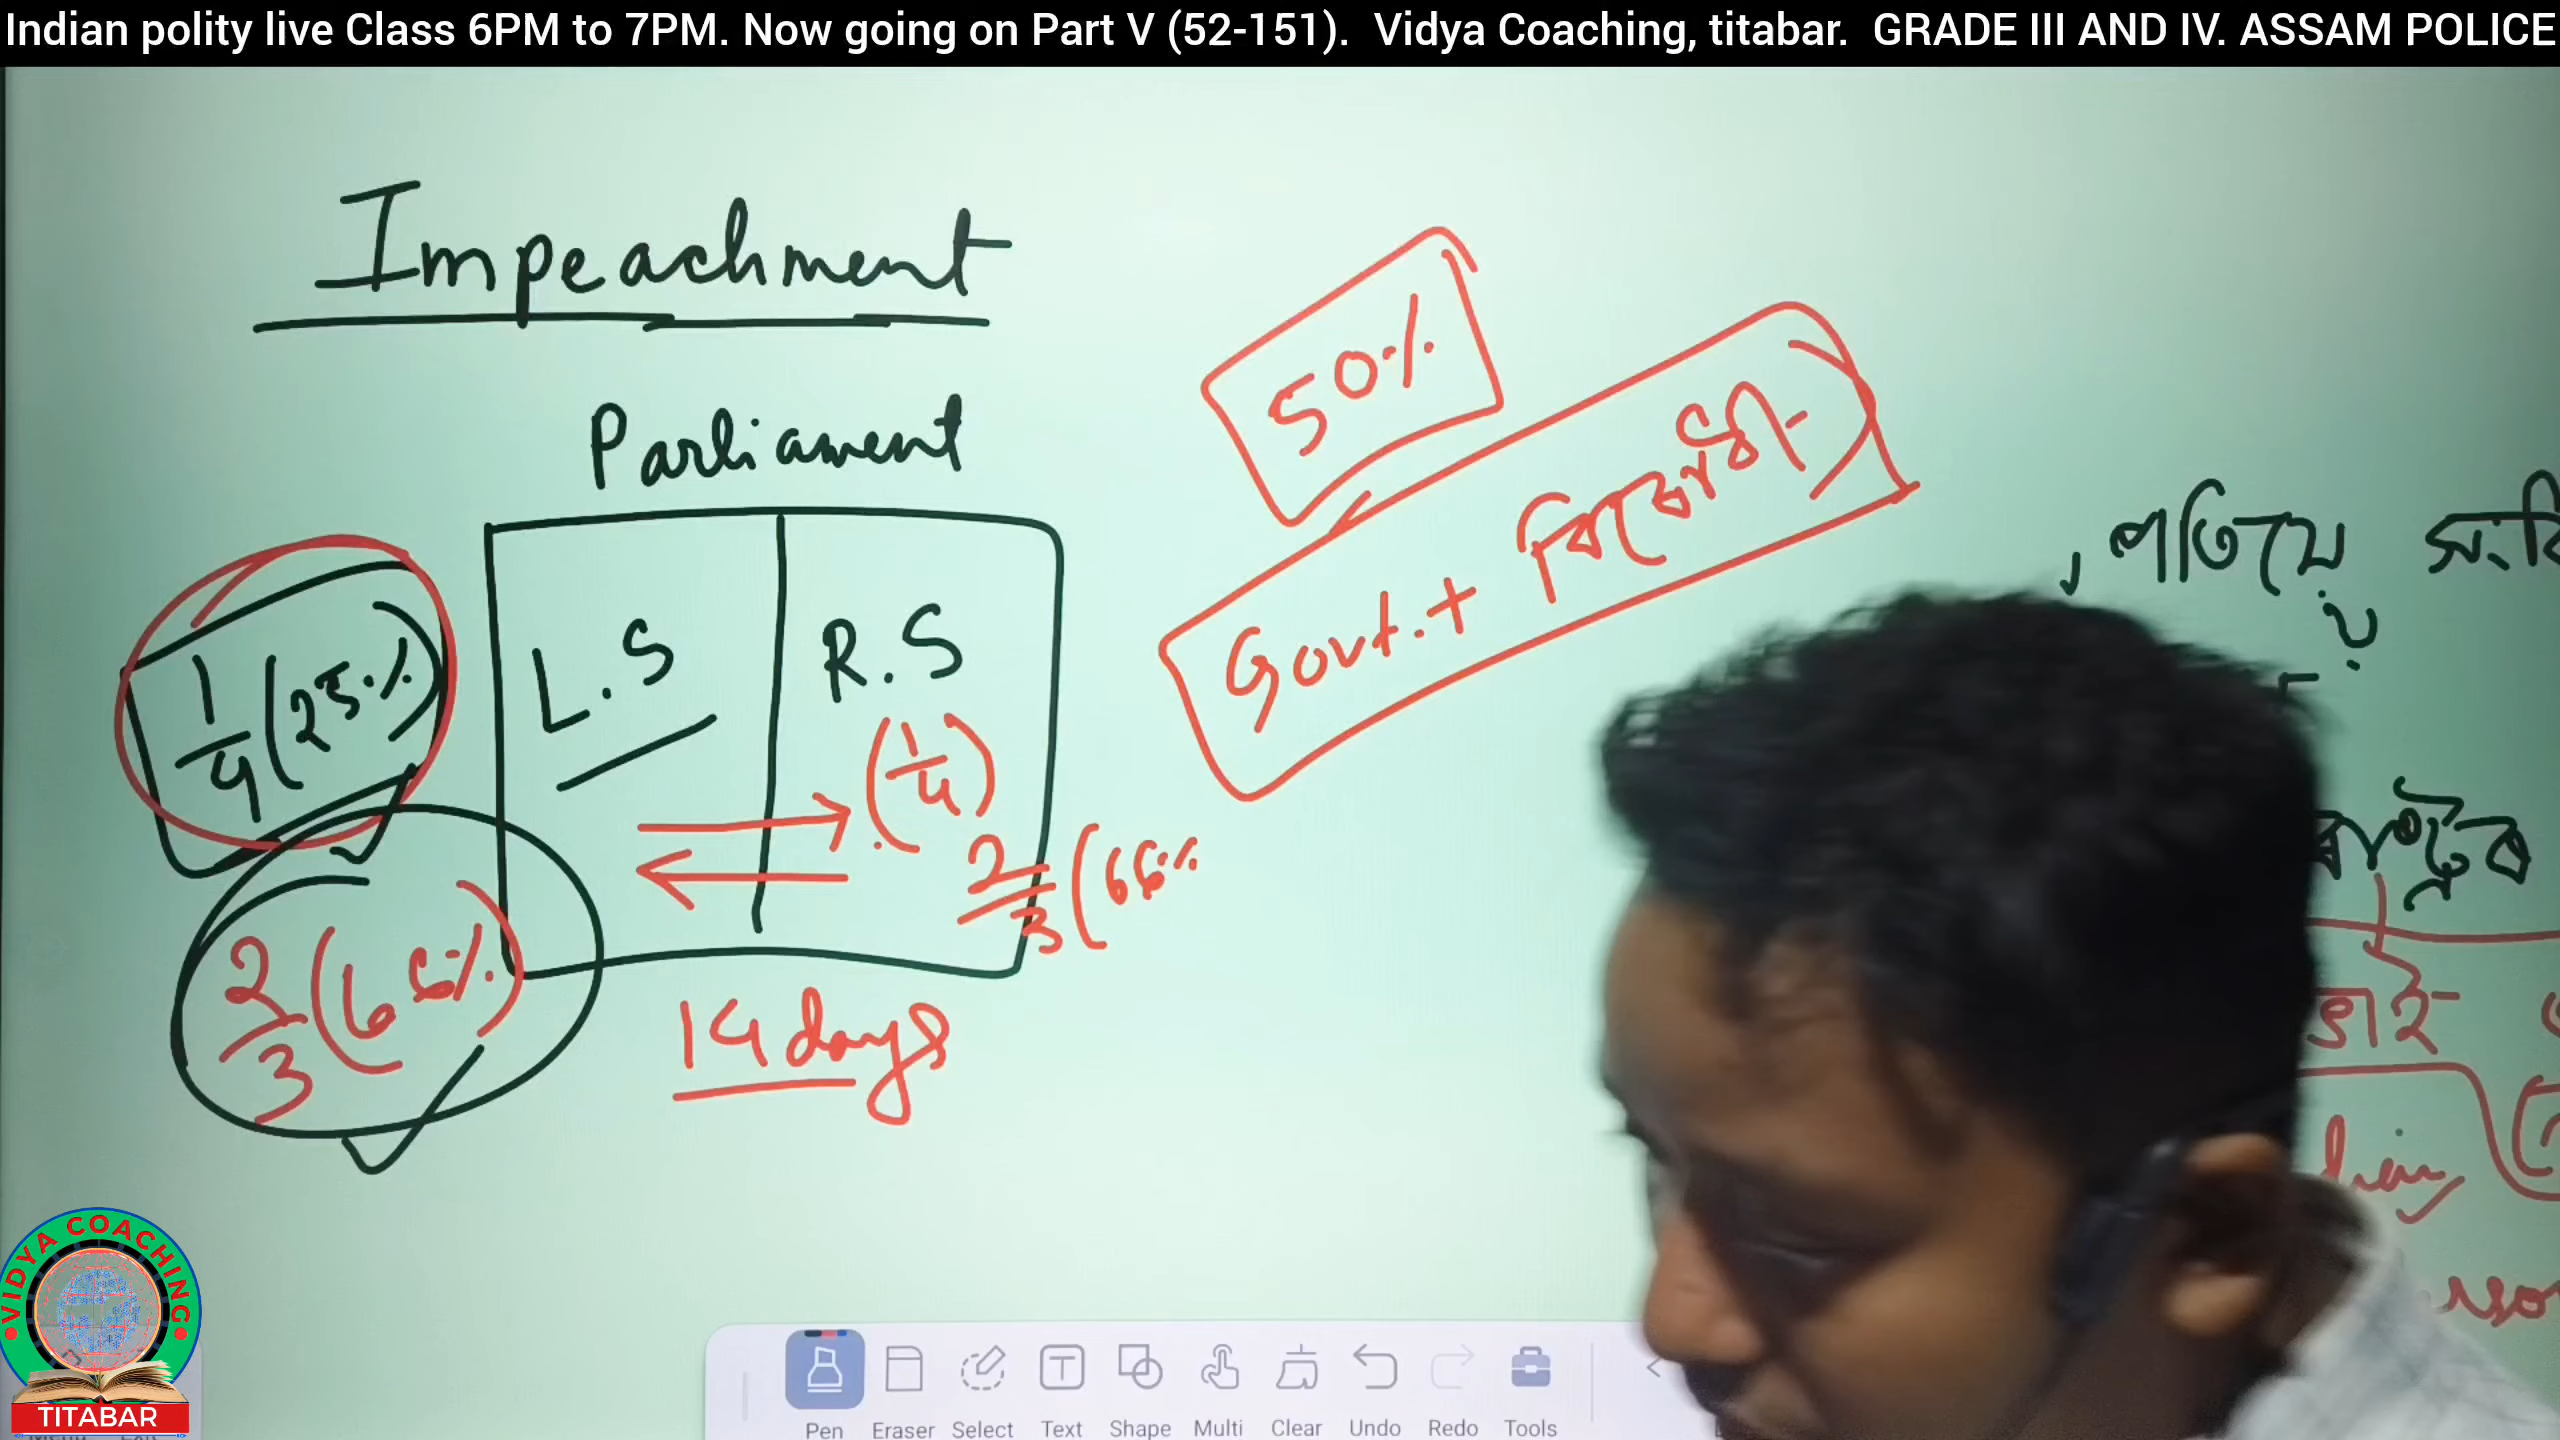 Indian polity live Class 6PM to 7PM. Now going on Part V (52-151). Vidya Coaching, titabar. GRADE III AND IV. ASSAM POLICE
Impeachment
Parliament
50%
Govt. + বিৰোধী
1/4 (25%)
L.S
R.S
(1/4)
2/3 (66%
2/3 (66%)
14 days
VIDYA COACHING
TITABAR
Pen Eraser Select Text Shape Multi Clear Undo Redo Tools